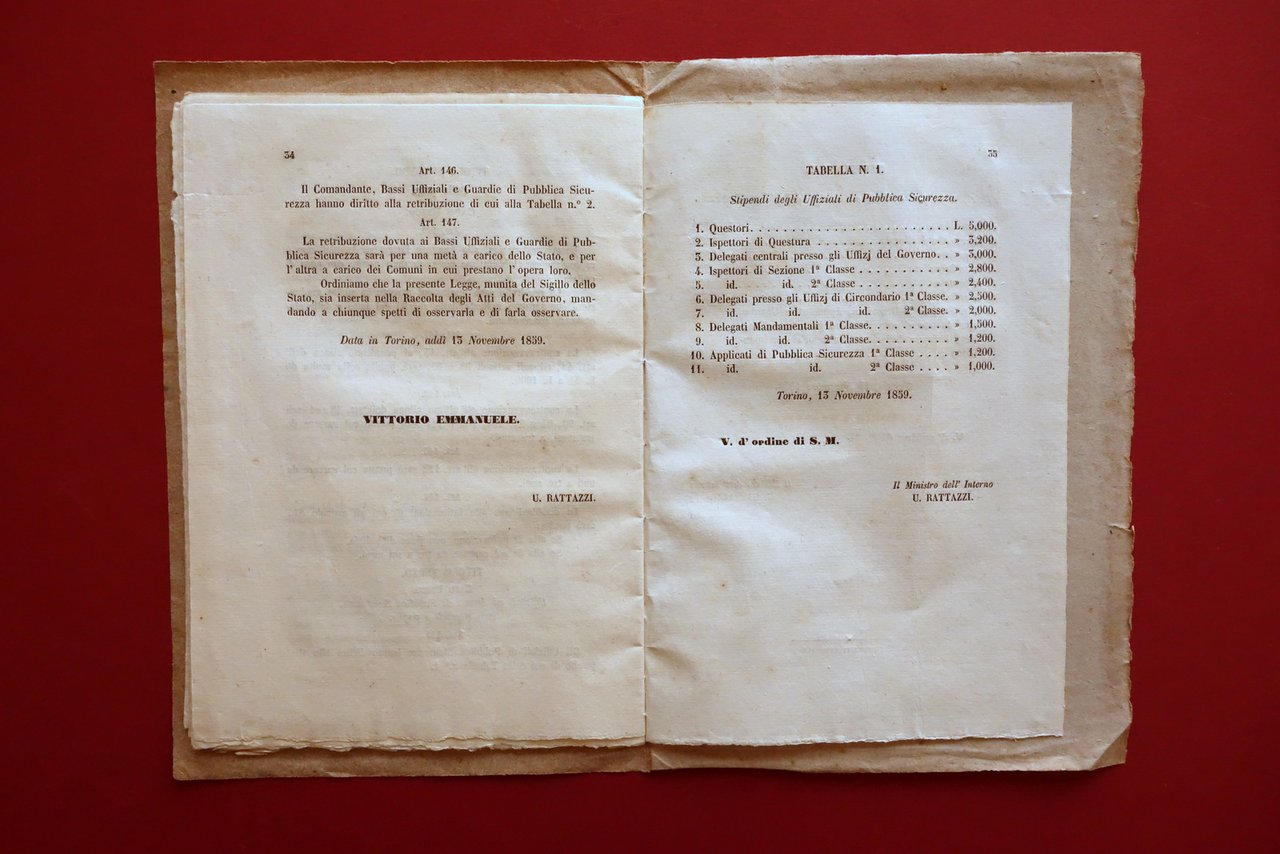 34
Art. 146.
Il Comandante, Bassi Uffiziali e Guardie di Pubblica Sicu-
rezza hanno diritto alla retribuzione di cui alla Tabella n.º 2.
Art. 147.
La retribuzione dovuta ai Bassi Uffiziali e Guardie di Pub-
blica Sicurezza sarà per una metà a carico dello Stato, e per
l'altra a carico dei Comuni in cui prestano l'opera loro.
Ordiniamo che la presente Legge, munita del Sigillo dello
Stato, sia inserta nella Raccolta degli Atti del Governo, man-
dando a chiunque spetti di osservarla e di farla osservare.
Data in Torino, addì 13 Novembre 1859.
VITTORIO EMMANUELE.
U. RATTAZZI.
35
TABELLA N. 1.
Stipendi degli Uffiziali di Pubblica Sicurezza.
1. Questori. . . . . . . . . . . . . . . . . . . . . . . . . L. 5,000.
2. Ispettori di Questura . . . . . . . . . . . . . . . . . » 3,200.
3. Delegati centrali presso gli Uffizj del Governo. . » 3,000.
4. Ispettori di Sezione 1ª Classe . . . . . . . . . . . » 2,800.
5. id. id. 2ª Classe . . . . . . . . . . . » 2,400.
6. Delegati presso gli Uffizj di Circondario 1ª Classe. » 2,500.
7. id. id. id. 2ª Classe. » 2,000.
8. Delegati Mandamentali 1ª Classe. . . . . . . . . . » 1,500.
9. id. id. 2ª Classe. . . . . . . . . . » 1,200.
10. Applicati di Pubblica Sicurezza 1ª Classe . . . . » 1,200.
11. id. id. 2ª Classe . . . . » 1,000.
Torino, 13 Novembre 1859.
V. d'ordine di S. M.
Il Ministro dell' Interno
U. RATTAZZI.